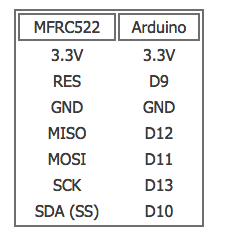 MFRC522 Arduino
3.3V 3.3V
RES D9
GND GND
MISO D12
MOSI D11
SCK D13
SDA (SS) D10